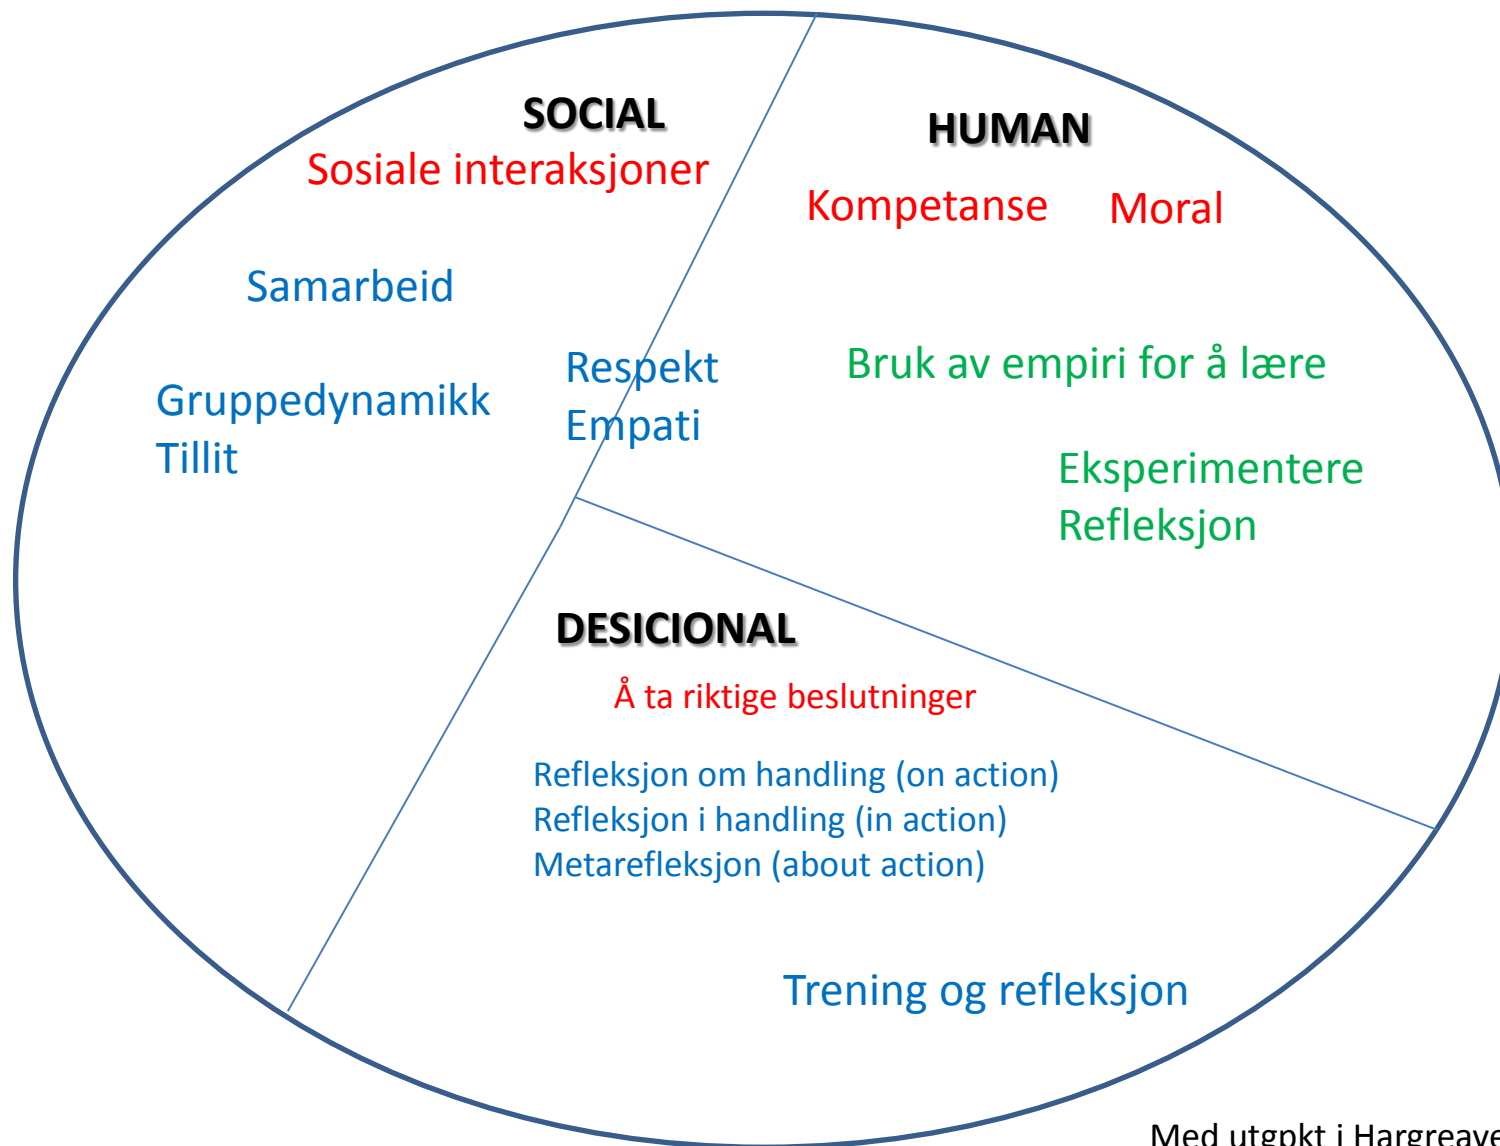 SOCIAL
Sosiale interaksjoner
Samarbeid
Gruppedynamikk
Tillit
Respekt
Empati
HUMAN
Kompetanse Moral
Bruk av empiri for å lære
Eksperimentere
Refleksjon
DESICIONAL
Å ta riktige beslutninger
Refleksjon om handling (on action)
Refleksjon i handling (in action)
Metarefleksjon (about action)
Trening og refleksjon
Med utgpkt i Hargreave